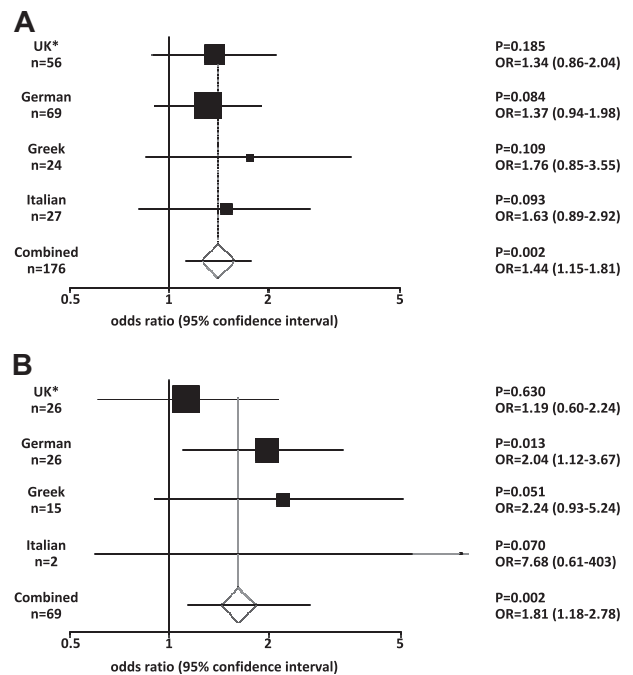 A
UK*
n=56
P=0.185
OR=1.34 (0.86-2.04)
German
n=69
P=0.084
OR=1.37 (0.94-1.98)
Greek
n=24
P=0.109
OR=1.76 (0.85-3.55)
Italian
n=27
P=0.093
OR=1.63 (0.89-2.92)
Combined
n=176
P=0.002
OR=1.44 (1.15-1.81)
0.5 1 2 5
odds ratio (95% confidence interval)
B
UK*
n=26
P=0.630
OR=1.19 (0.60-2.24)
German
n=26
P=0.013
OR=2.04 (1.12-3.67)
Greek
n=15
P=0.051
OR=2.24 (0.93-5.24)
Italian
n=2
P=0.070
OR=7.68 (0.61-403)
Combined
n=69
P=0.002
OR=1.81 (1.18-2.78)
0.5 1 2 5
odds ratio (95% confidence interval)